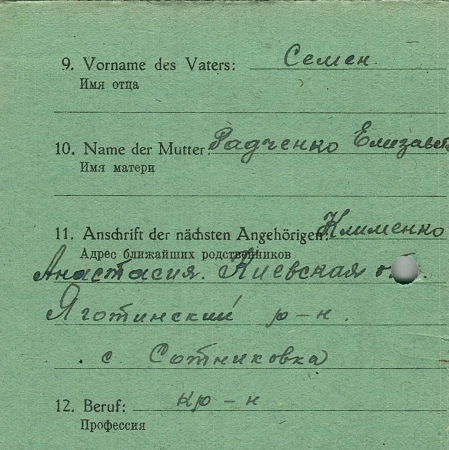 9. Vorname des Vaters: Семен.
Имя отца
10. Name der Mutter: Радченко Елизавет
Имя матери
11. Anschrift der nächsten Angehörigen: Клименко
Адрес ближайших родственников
Анастасия. Киевская
Яготинский р-н.
с. Сотниковка
12. Beruf: кр-н
Профессия